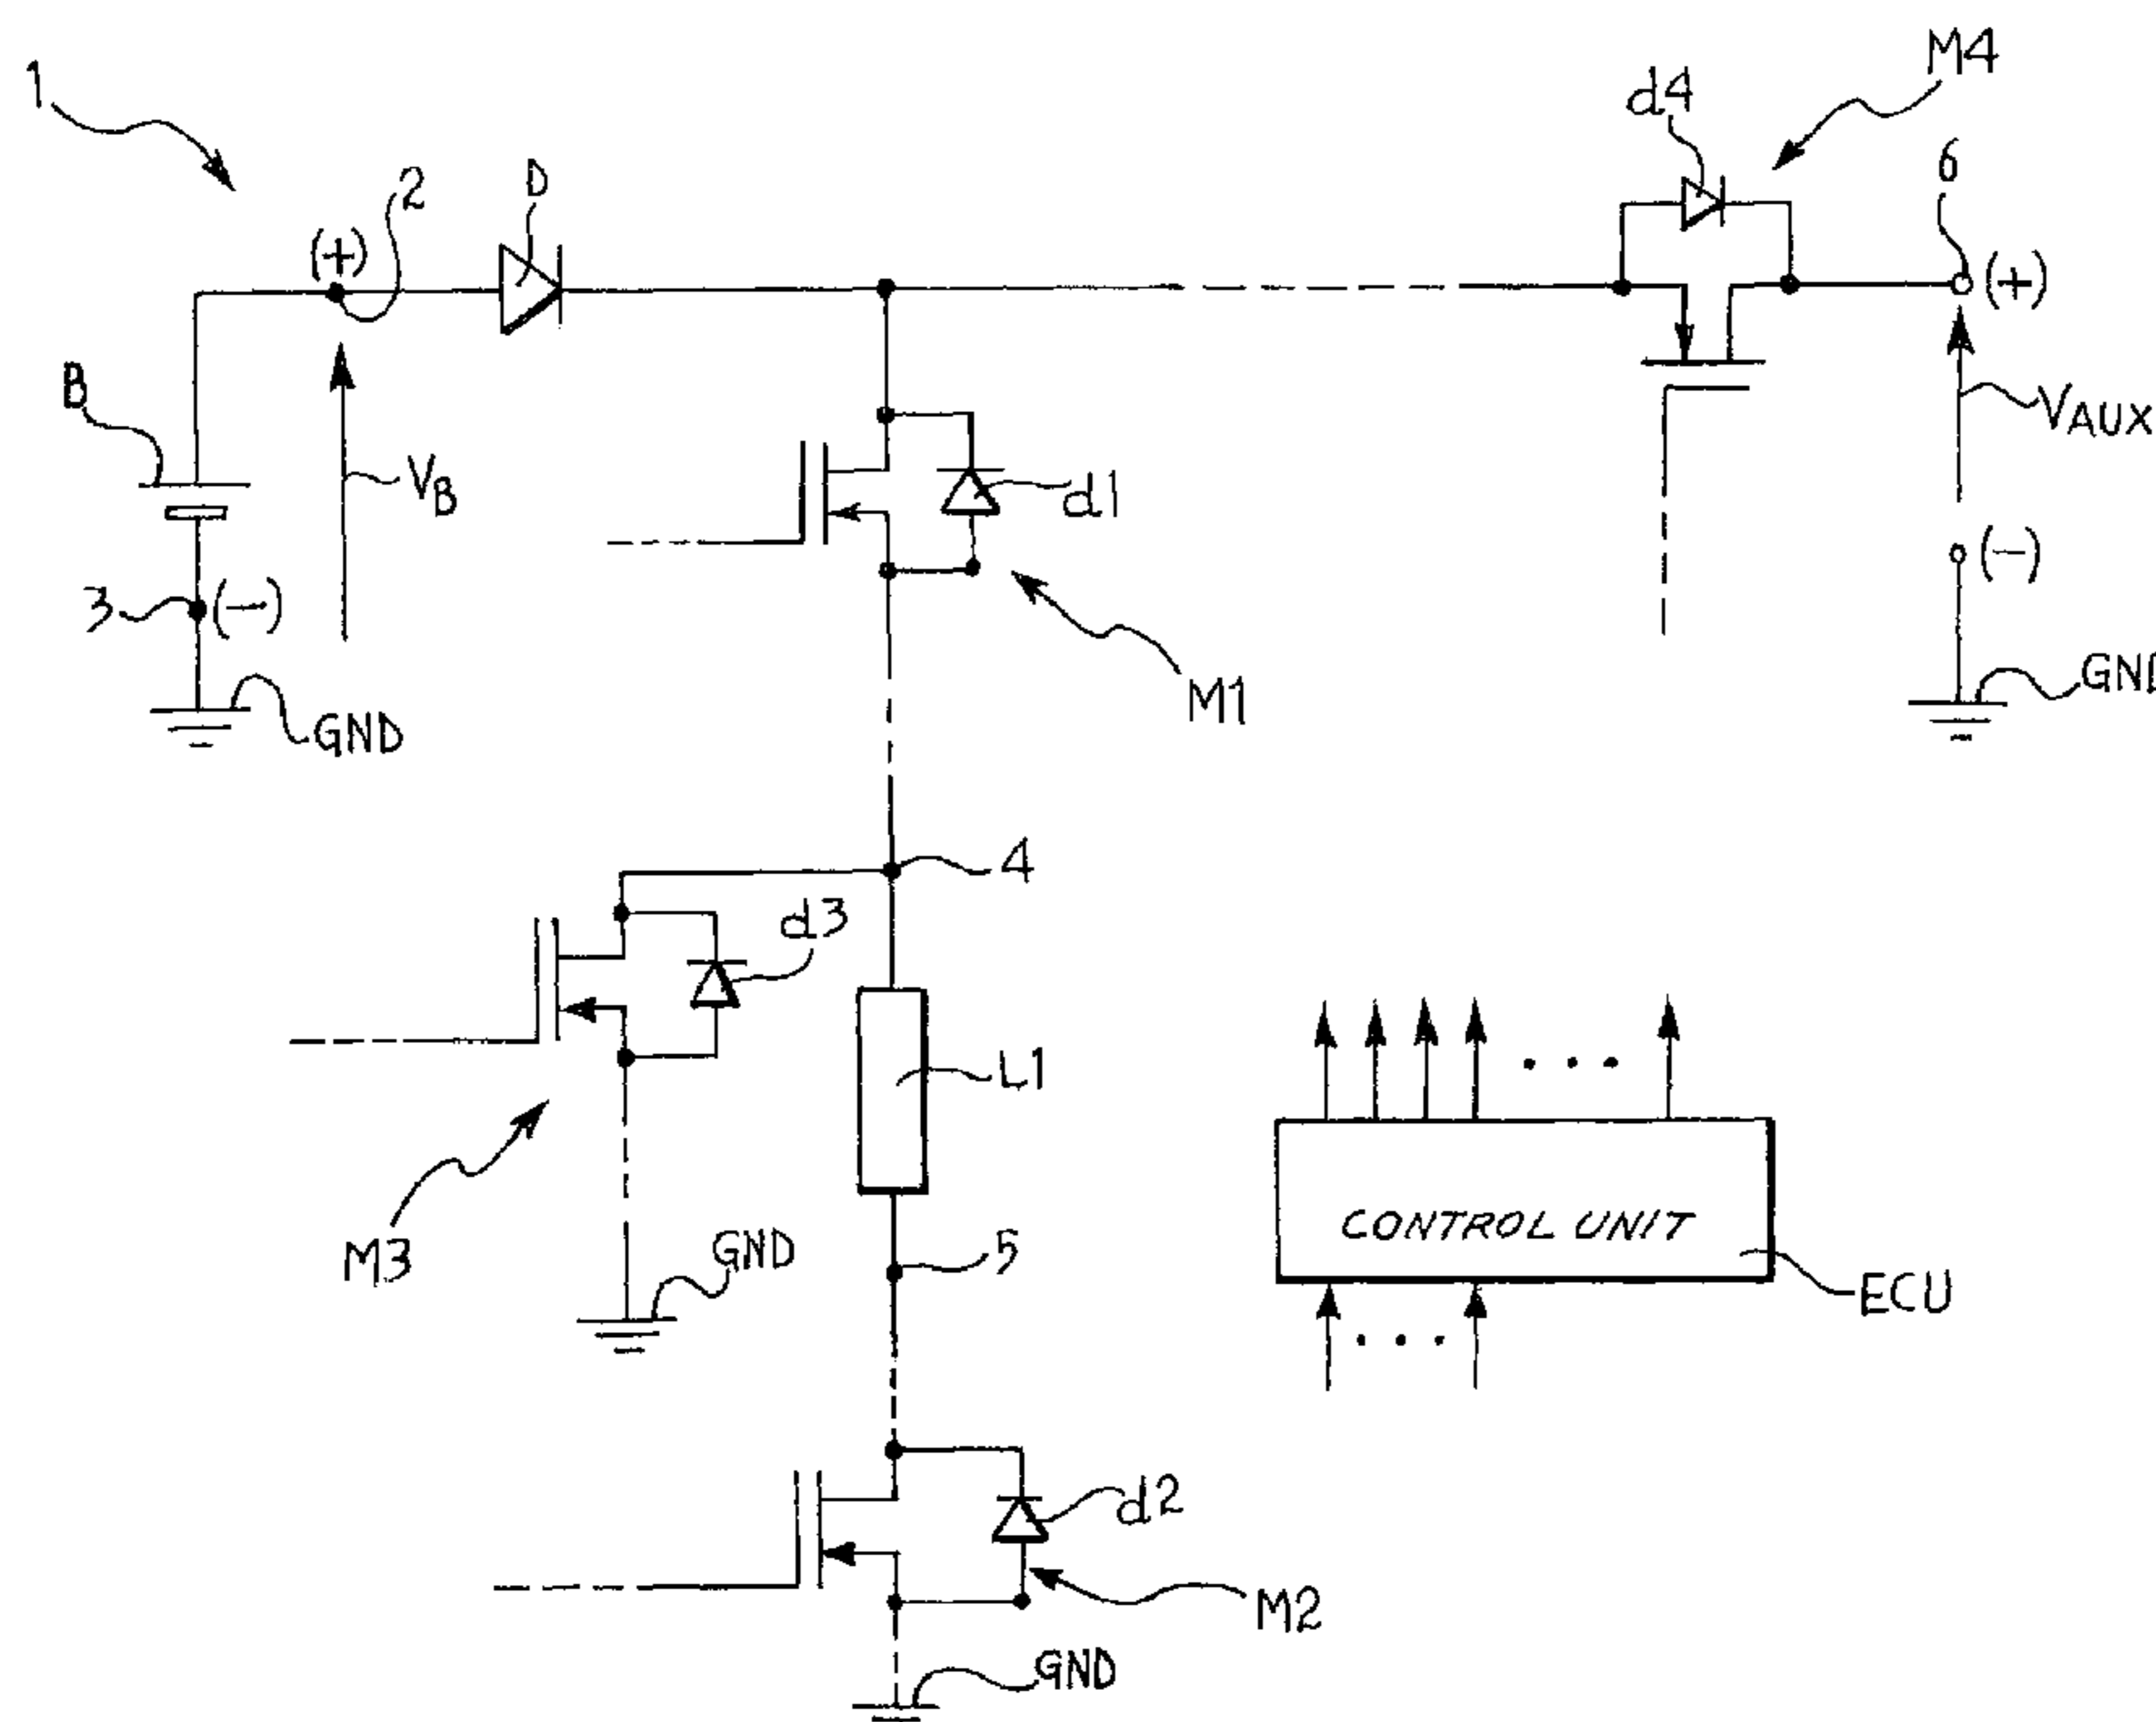 1
M4
d4
6
D
2
(+)
(+)
B
VB
VAUX
d1
(-)
3
(-)
GND
M1
GND
4
d3
L1
M3
GND
5
CONTROL UNIT
ECU
d2
M2
GND